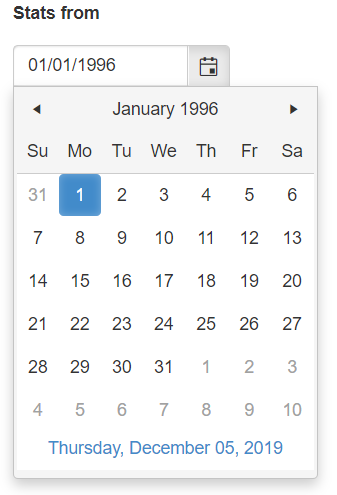 Stats from
01/01/1996
January 1996
Su Mo Tu We Th Fr Sa
31 1 2 3 4 5 6
7 8 9 10 11 12 13
14 15 16 17 18 19 20
21 22 23 24 25 26 27
28 29 30 31 1 2 3
4 5 6 7 8 9 10
Thursday, December 05, 2019